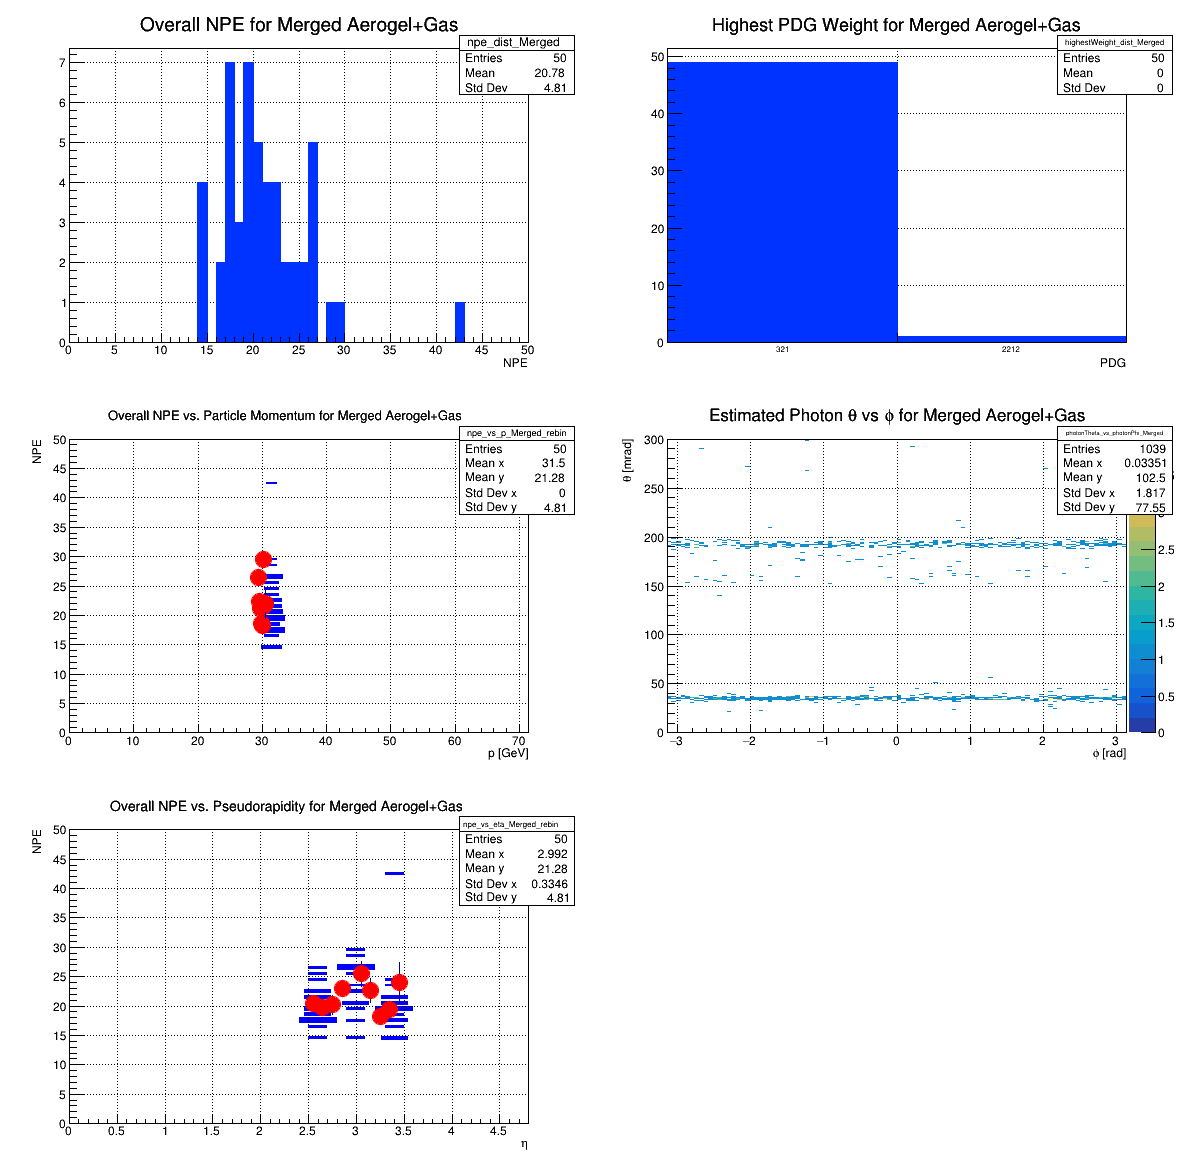 Overall NPE for Merged Aerogel+Gas
npe_dist_Merged
Entries 50
Mean 20.78
Std Dev 4.81
7
6
5
4
3
2
1
0
0 5 10 15 20 25 30 35 40 45 50
NPE
Highest PDG Weight for Merged Aerogel+Gas
highestWeight_dist_Merged
Entries 50
Mean 0
Std Dev 0
50
40
30
20
10
0
321 2212
PDG
Overall NPE vs. Particle Momentum for Merged Aerogel+Gas
npe_vs_p_Merged_rebin
Entries 50
Mean x 31.5
Mean y 21.28
Std Dev x 0
Std Dev y 4.81
NPE
50
45
40
35
30
25
20
15
10
5
0
0 10 20 30 40 50 60 70
p [GeV]
Estimated Photon θ vs ϕ for Merged Aerogel+Gas
photonTheta_vs_photonPhi_Merged
Entries 1039
Mean x 0.03351
Mean y 102.5
Std Dev x 1.817
Std Dev y 77.55
θ [mrad]
300
250
200
150
100
50
0
−3 −2 −1 0 1 2 3
ϕ [rad]
2.5
2
1.5
1
0.5
0
Overall NPE vs. Pseudorapidity for Merged Aerogel+Gas
npe_vs_eta_Merged_rebin
Entries 50
Mean x 2.992
Mean y 21.28
Std Dev x 0.3346
Std Dev y 4.81
NPE
50
45
40
35
30
25
20
15
10
5
0
0 0.5 1 1.5 2 2.5 3 3.5 4 4.5
η